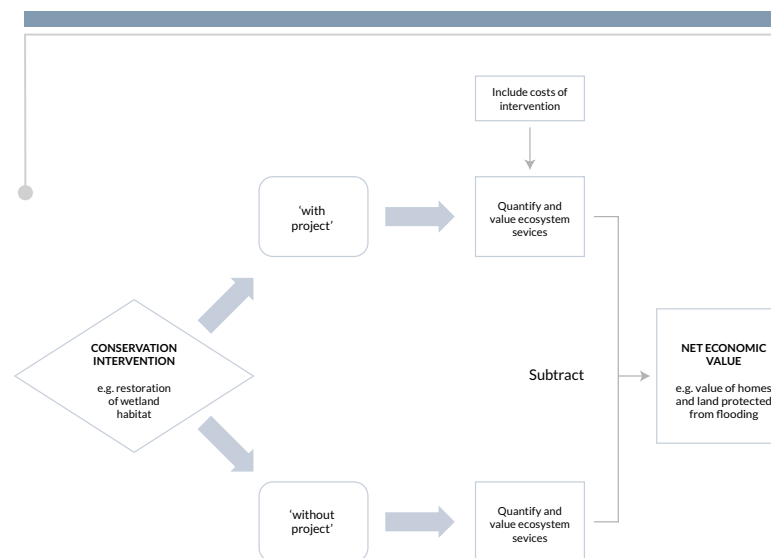 Include costs of
intervention
‘with
project’
Quantify and
value ecosystem
sevices
CONSERVATION
INTERVENTION
e.g. restoration
of wetland
habitat
Subtract
NET ECONOMIC
VALUE
e.g. value of homes
and land protected
from flooding
‘without
project’
Quantify and
value ecosystem
sevices